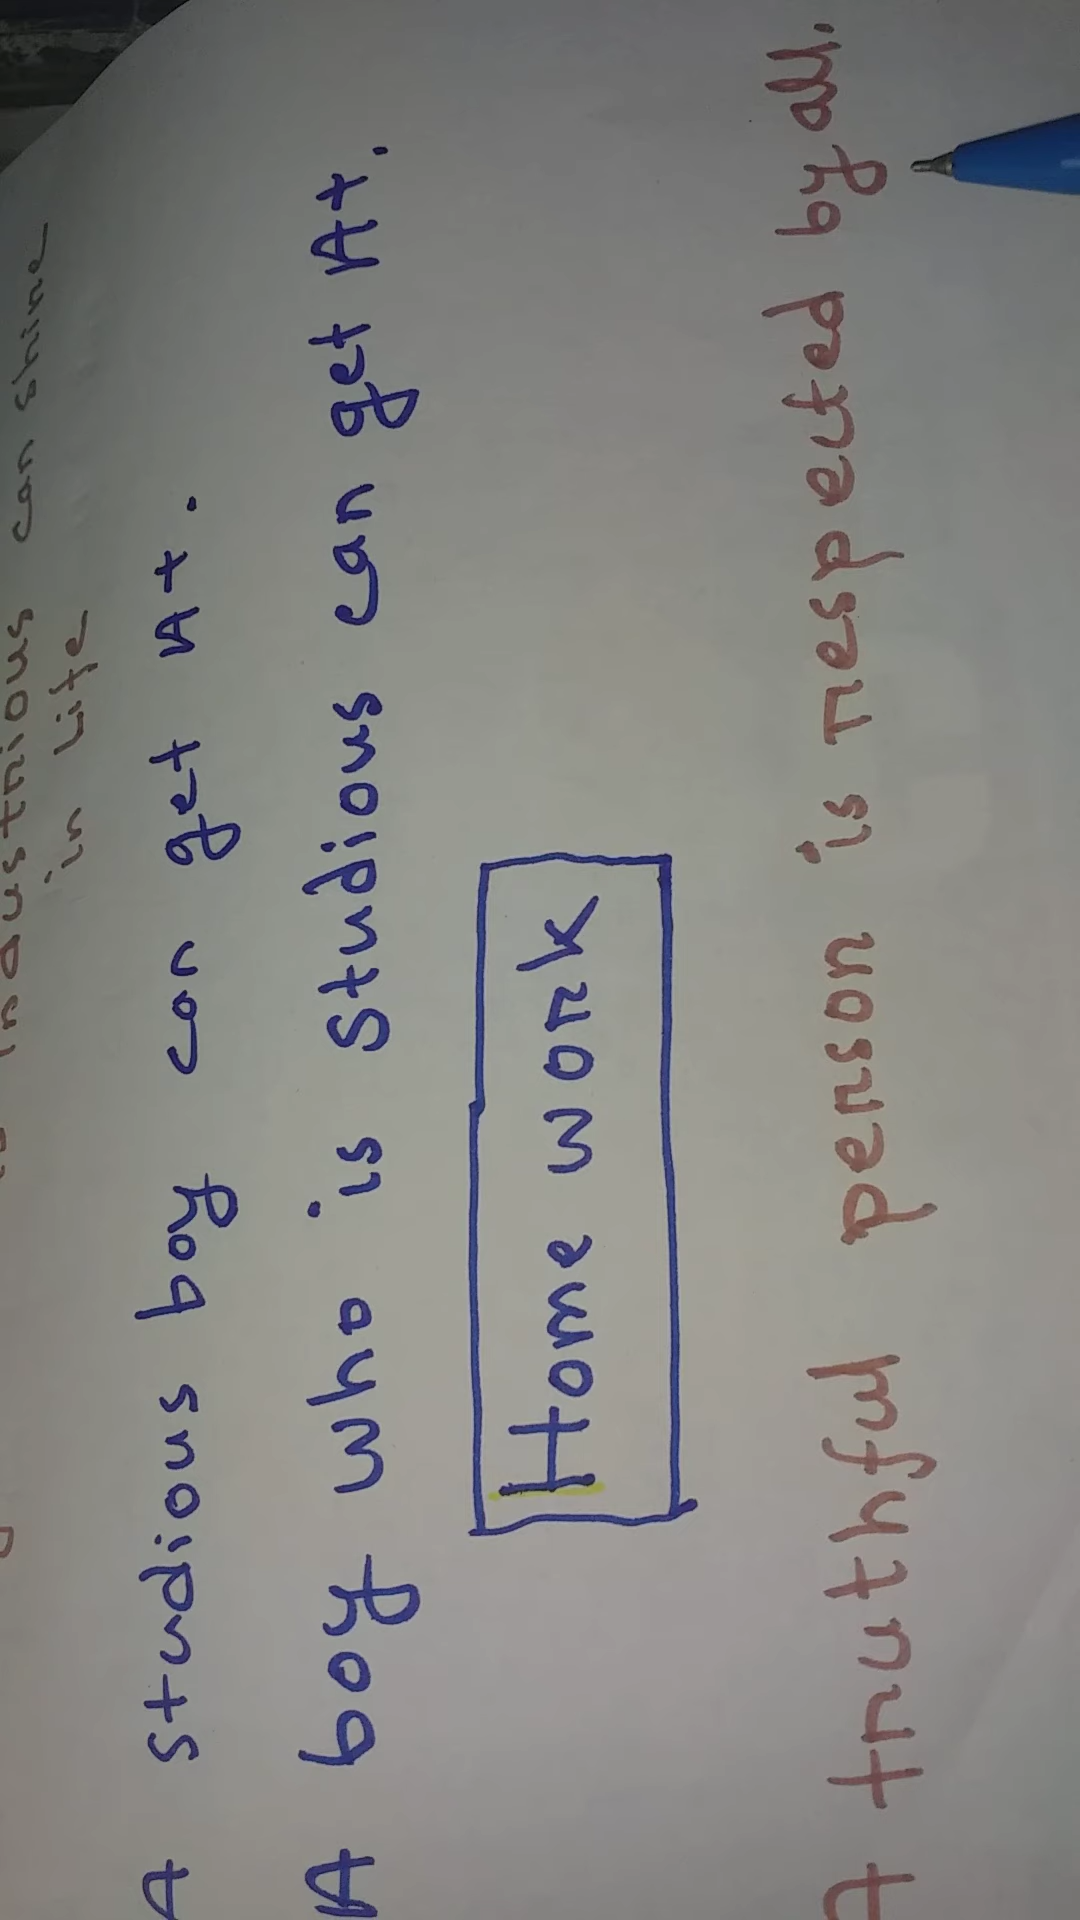 industrious can shine
in life
A studious boy can get A+.
A boy who is studious can get A+.
Home work
A truthful person is respected by all.